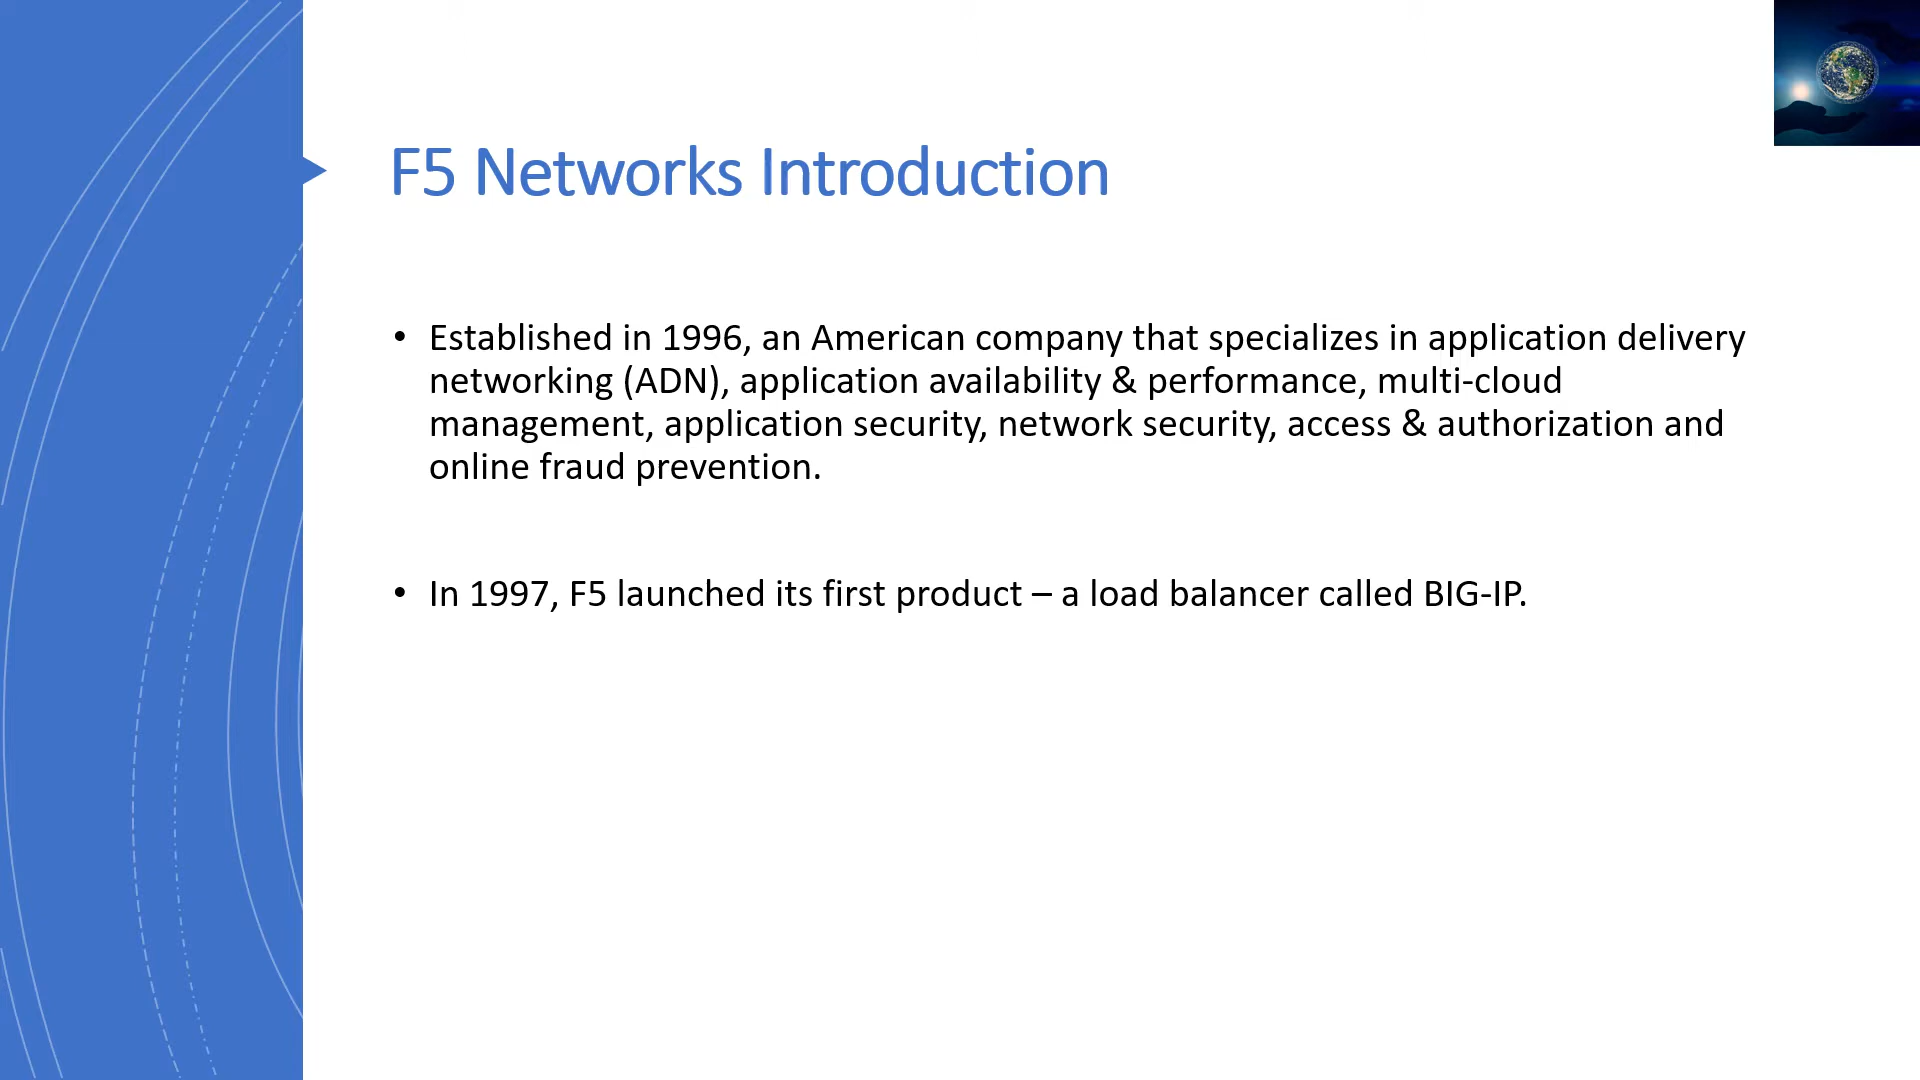 F5 Networks Introduction
• Established in 1996, an American company that specializes in application delivery
networking (ADN), application availability & performance, multi-cloud
management, application security, network security, access & authorization and
online fraud prevention.
• In 1997, F5 launched its first product – a load balancer called BIG-IP.